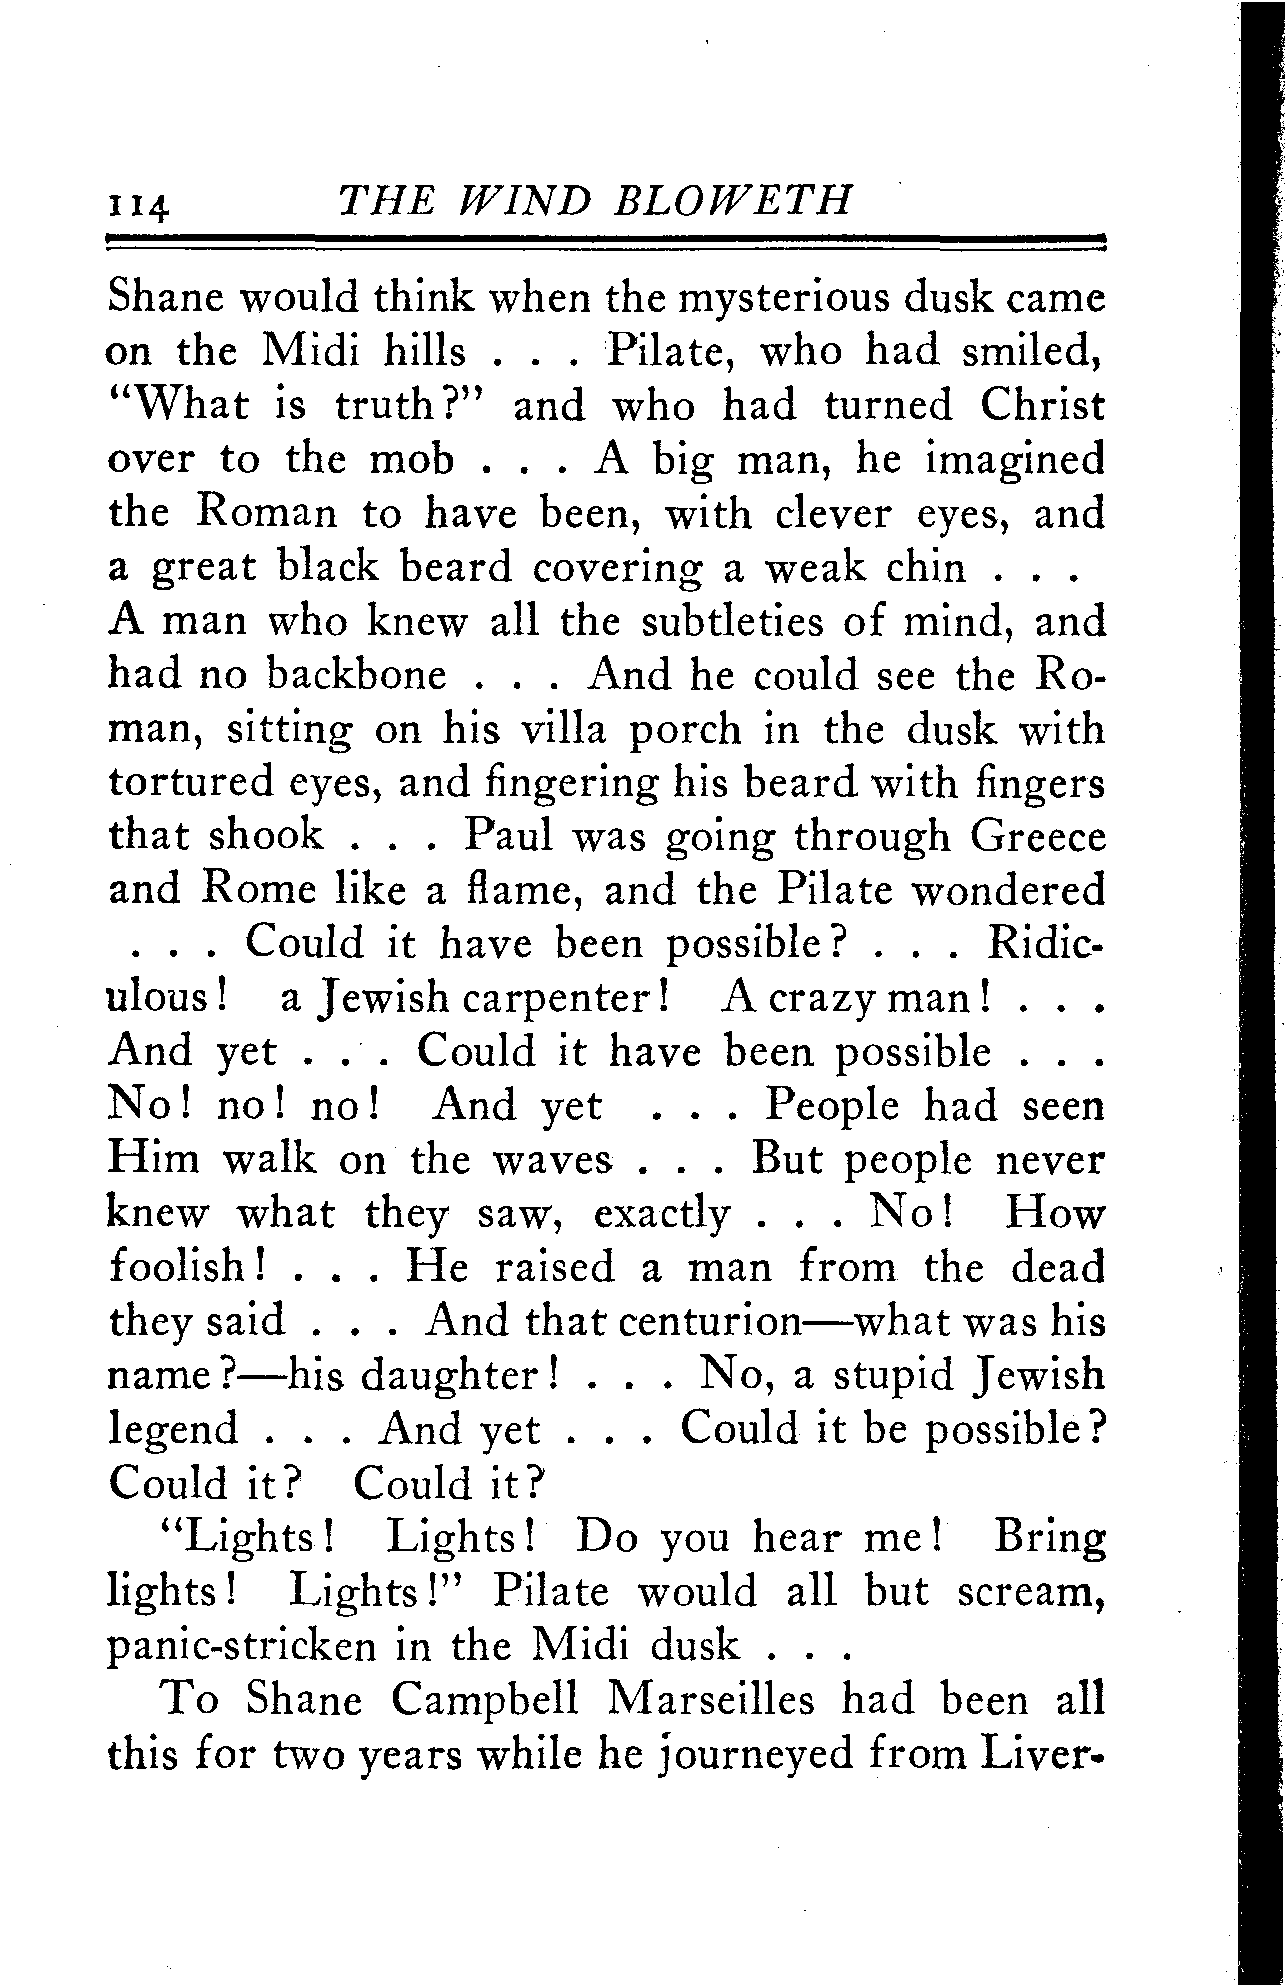 114 THE WIND BLOWETH
Shane would think when the mysterious dusk came
on the Midi hills . . . Pilate, who had smiled,
“What is truth?” and who had turned Christ
over to the mob . . . A big man, he imagined
the Roman to have been, with clever eyes, and
a great black beard covering a weak chin . . .
A man who knew all the subtleties of mind, and
had no backbone . . . And he could see the Ro-
man, sitting on his villa porch in the dusk with
tortured eyes, and fingering his beard with fingers
that shook . . . Paul was going through Greece
and Rome like a flame, and the Pilate wondered
. . . Could it have been possible? . . . Ridic-
ulous! a Jewish carpenter! A crazy man! . . .
And yet . . . Could it have been possible . . .
No! no! no! And yet . . . People had seen
Him walk on the waves . . . But people never
knew what they saw, exactly . . . No! How
foolish! . . . He raised a man from the dead
they said . . . And that centurion—what was his
name?—his daughter! . . . No, a stupid Jewish
legend . . . And yet . . . Could it be possible?
Could it? Could it?
“Lights! Lights! Do you hear me! Bring
lights! Lights!” Pilate would all but scream,
panic-stricken in the Midi dusk . . .
To Shane Campbell Marseilles had been all
this for two years while he journeyed from Liver-